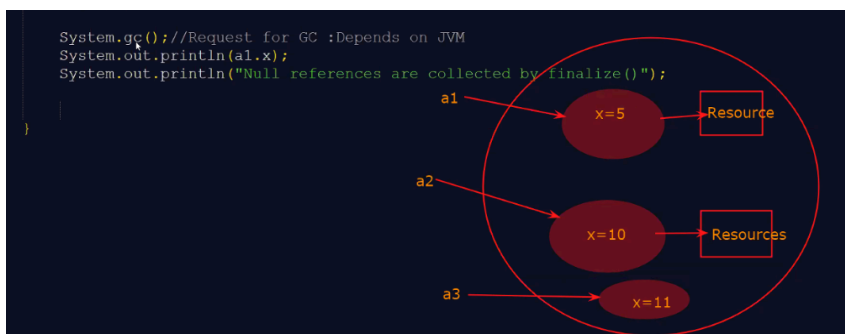 System.gc();//Request for GC :Depends on JVM
System.out.println(a1.x);
System.out.println("Null references are collected by finalize()");
a1
x=5
Resource
}
a2
x=10
Resources
a3
x=11